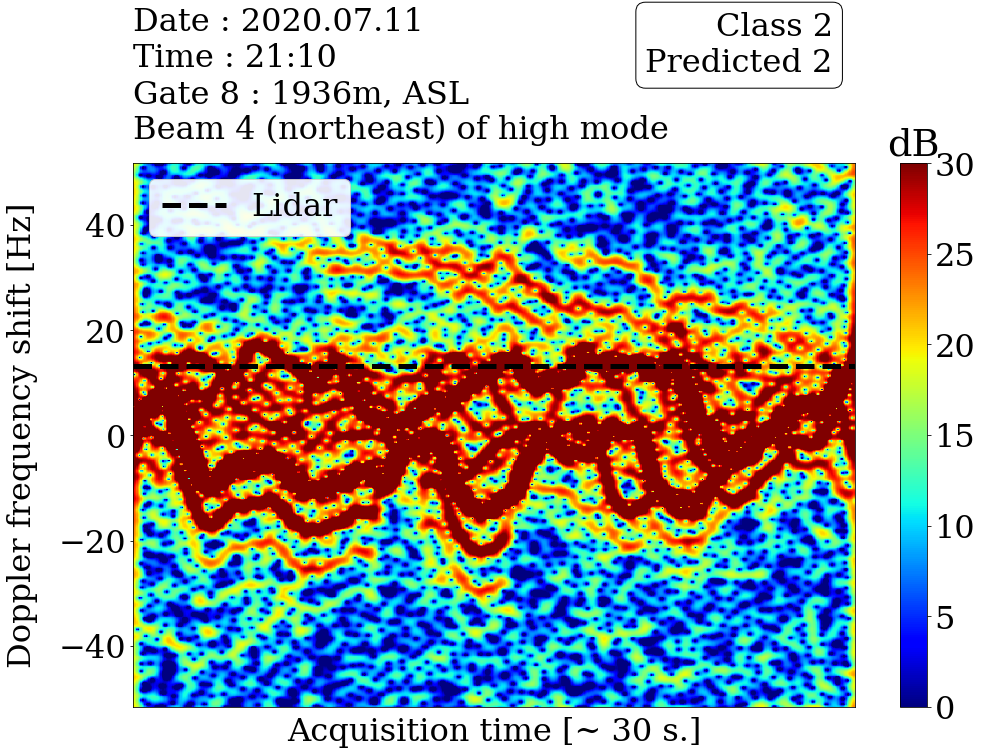 Date : 2020.07.11
Time : 21:10
Gate 8 : 1936m, ASL
Beam 4 (northeast) of high mode
Class 2
Predicted 2
dB
Lidar
Doppler frequency shift [Hz]
40
20
0
−20
−40
30
25
20
15
10
5
0
Acquisition time [~ 30 s.]